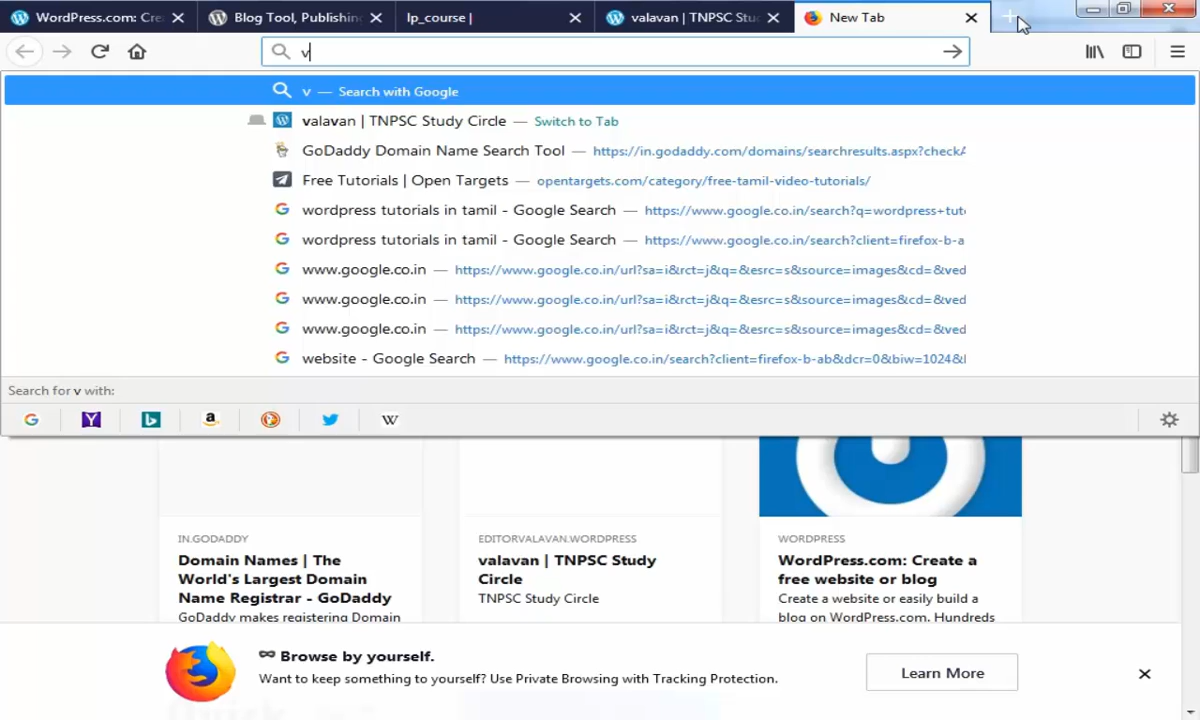 WordPress.com: Cre
Blog Tool, Publishin
lp_course |
valavan | TNPSC Stu
New Tab
v
v — Search with Google
valavan | TNPSC Study Circle — Switch to Tab
GoDaddy Domain Name Search Tool — https://in.godaddy.com/domains/searchresults.aspx?checkA
Free Tutorials | Open Targets — opentargets.com/category/free-tamil-video-tutorials/
wordpress tutorials in tamil - Google Search — https://www.google.co.in/search?q=wordpress+tuto
wordpress tutorials in tamil - Google Search — https://www.google.co.in/search?client=firefox-b-a
www.google.co.in — https://www.google.co.in/url?sa=i&rct=j&q=&esrc=s&source=images&cd=&ved
www.google.co.in — https://www.google.co.in/url?sa=i&rct=j&q=&esrc=s&source=images&cd=&ved
www.google.co.in — https://www.google.co.in/url?sa=i&rct=j&q=&esrc=s&source=images&cd=&ved
website - Google Search — https://www.google.co.in/search?client=firefox-b-ab&dcr=0&biw=1024&
Search for v with:
IN.GODADDY
Domain Names | The
World's Largest Domain
Name Registrar - GoDaddy
GoDaddy makes registering Domain
EDITORVALAVAN.WORDPRESS
valavan | TNPSC Study
Circle
TNPSC Study Circle
WORDPRESS
WordPress.com: Create a
free website or blog
Create a website or easily build a
blog on WordPress.com. Hundreds
Browse by yourself.
Want to keep something to yourself? Use Private Browsing with Tracking Protection.
Learn More